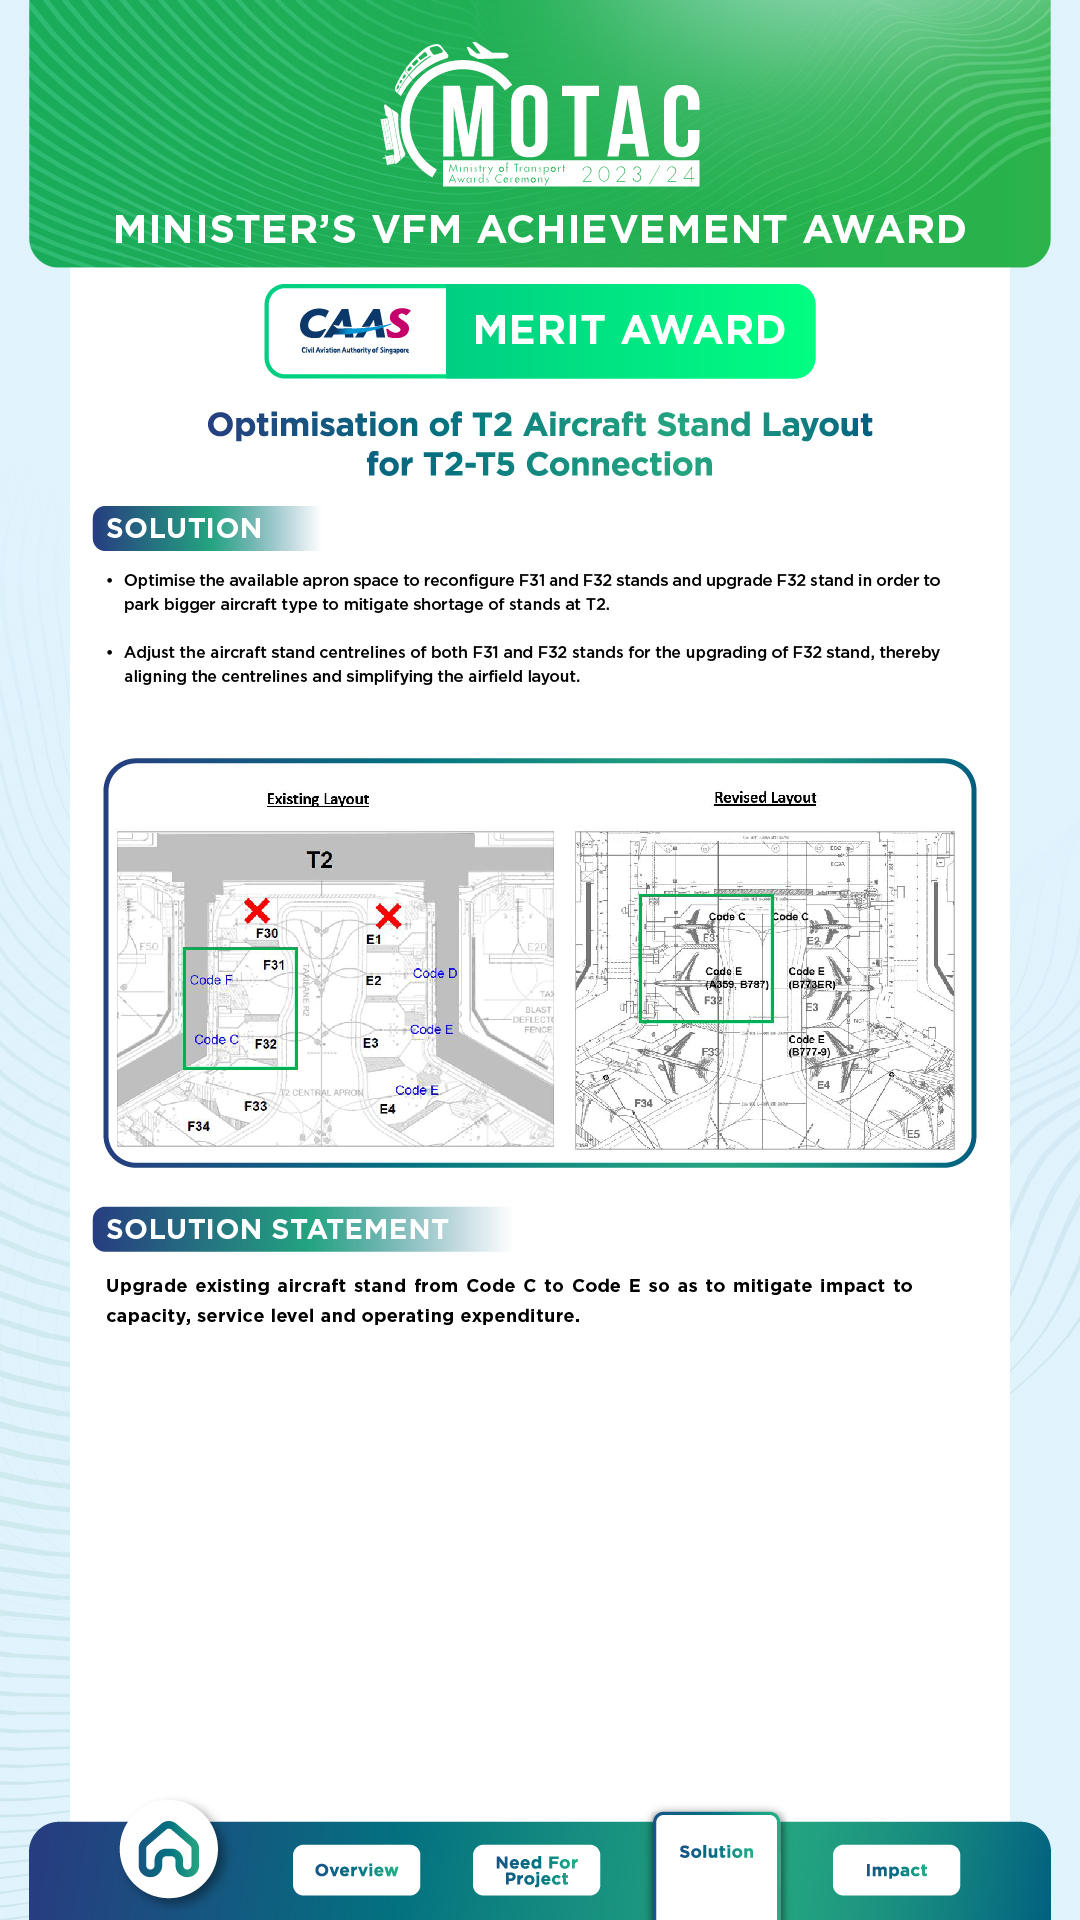 MOTAC
Ministry of Transport
Awards Ceremony
2023/24
MINISTER'S VFM ACHIEVEMENT AWARD
CAAS
Civil Aviation Authority of Singapore
MERIT AWARD
Optimisation of T2 Aircraft Stand Layout
for T2-T5 Connection
SOLUTION
• Optimise the available apron space to reconfigure F31 and F32 stands and upgrade F32 stand in order to
park bigger aircraft type to mitigate shortage of stands at T2.
• Adjust the aircraft stand centrelines of both F31 and F32 stands for the upgrading of F32 stand, thereby
aligning the centrelines and simplifying the airfield layout.
Existing Layout
T2
F30
E1
F50
E20
F31
Code F
E2
Code D
Code C
F32
E3
Code E
BLAST
FENCE
T2 CENTRAL APRON
Code E
F33
E4
F34
Revised Layout
Code C
Code C
F31
E2
Code E
(A359, B787)
Code E
(B773ER)
F32
E3
Code E
(B777-9)
F33
E4
F34
E5
SOLUTION STATEMENT
Upgrade existing aircraft stand from Code C to Code E so as to mitigate impact to
capacity, service level and operating expenditure.
Overview
Need For
Project
Solution
Impact